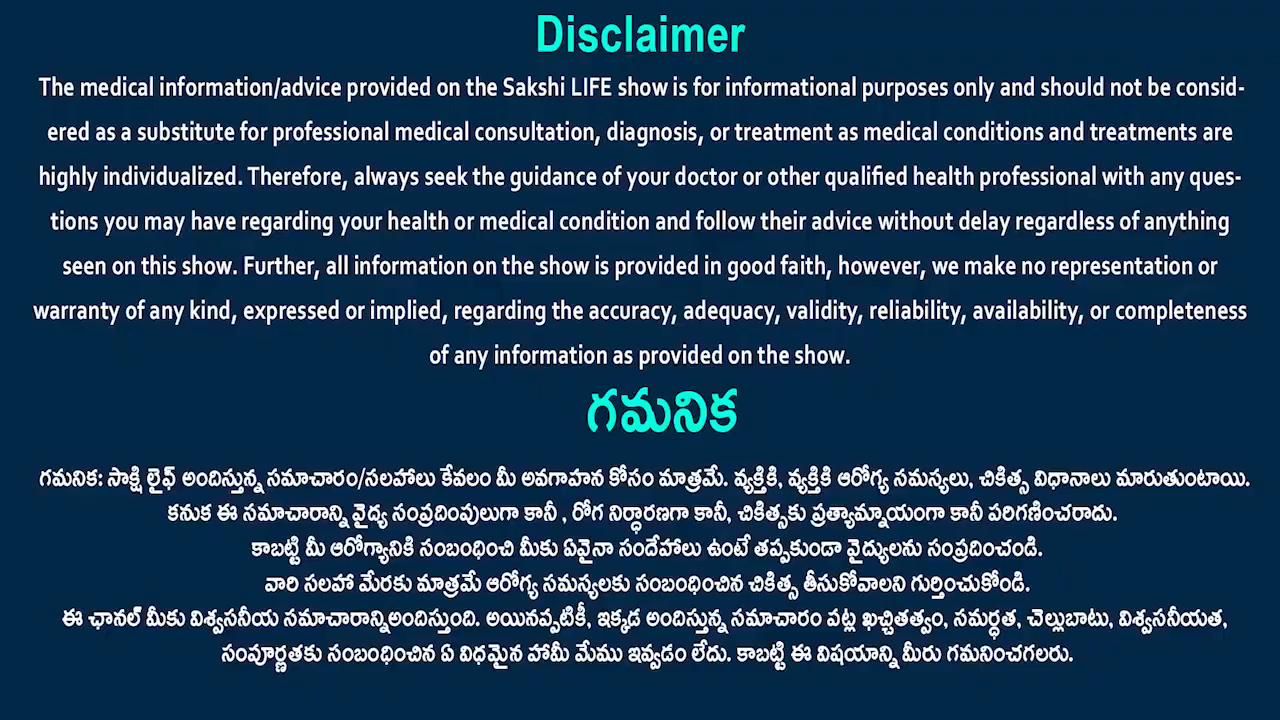 Disclaimer
The medical information/advice provided on the Sakshi LIFE show is for informational purposes only and should not be consid-
ered as a substitute for professional medical consultation, diagnosis, or treatment as medical conditions and treatments are
highly individualized. Therefore, always seek the guidance of your doctor or other qualified health professional with any ques-
tions you may have regarding your health or medical condition and follow their advice without delay regardless of anything
seen on this show. Further, all information on the show is provided in good faith, however, we make no representation or
warranty of any kind, expressed or implied, regarding the accuracy, adequacy, validity, reliability, availability, or completeness
of any information as provided on the show.
గమనిక
గమనిక: సాక్షి లైఫ్ అందిస్తున్న సమాచారం/సలహాలు కేవలం మీ అవగాహన కోసం మాత్రమే. వ్యక్తికి, వ్యక్తికి ఆరోగ్య సమస్యలు, చికిత్స విధానాలు మారుతుంటాయి.
కనుక ఈ సమాచారాన్ని వైద్య సంప్రదింపులుగా కానీ , రోగ నిర్ధారణగా కానీ, చికిత్సకు ప్రత్యామ్నాయంగా కానీ పరిగణించరాదు.
కాబట్టి మీ ఆరోగ్యానికి సంబంధించి మీకు ఏవైనా సందేహాలు ఉంటే తప్పకుండా వైద్యులను సంప్రదించండి.
వారి సలహా మేరకు మాత్రమే ఆరోగ్య సమస్యలకు సంబంధించిన చికిత్స తీసుకోవాలని గుర్తించుకోండి.
ఈ ఛానల్ మీకు విశ్వసనీయ సమాచారాన్నిఅందిస్తుంది. అయినప్పటికీ, ఇక్కడ అందిస్తున్న సమాచారం పట్ల ఖచ్చితత్వం, సమర్ధత, చెల్లుబాటు, విశ్వసనీయత,
సంపూర్ణతకు సంబంధించిన ఏ విధమైన హామీ మేము ఇవ్వడం లేదు. కాబట్టి ఈ విషయాన్ని మీరు గమనించగలరు.